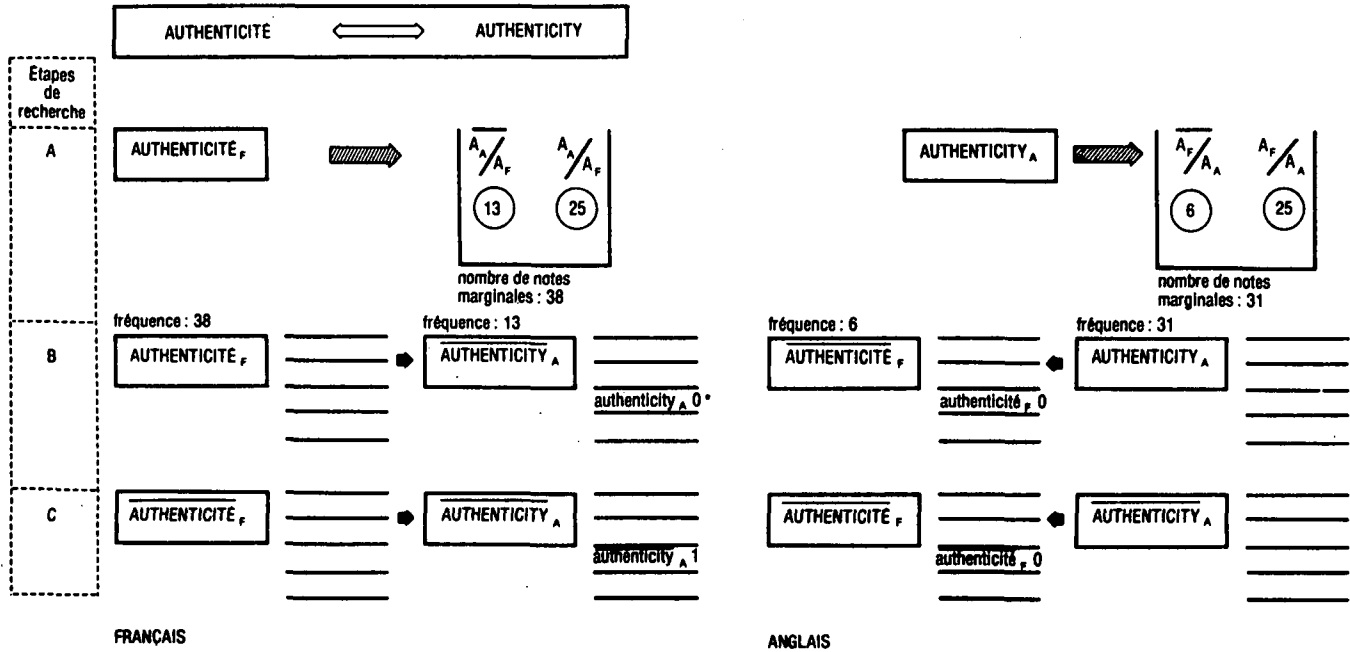 AUTHENTICITÉ AUTHENTICITY
Étapes
de
recherche
A
AUTHENTICITÉ F
A A / A F A A / A F
13 25
nombre de notes
marginales : 38
AUTHENTICITY A
A F / A A A F / A A
6 25
nombre de notes
marginales : 31
B
fréquence : 38 fréquence : 13 fréquence : 6 fréquence : 31
AUTHENTICITÉ F AUTHENTICITY A AUTHENTICITÉ F AUTHENTICITY A
authenticity A 0 * authenticité F 0
C
AUTHENTICITÉ F AUTHENTICITY A AUTHENTICITÉ F AUTHENTICITY A
authenticity A 1 authenticité F 0
FRANÇAIS ANGLAIS